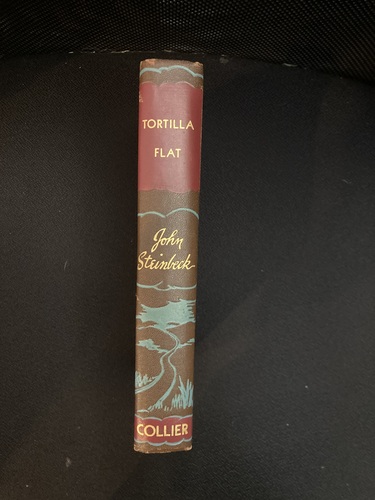 TORTILLA
FLAT
John
Steinbeck
COLLIER